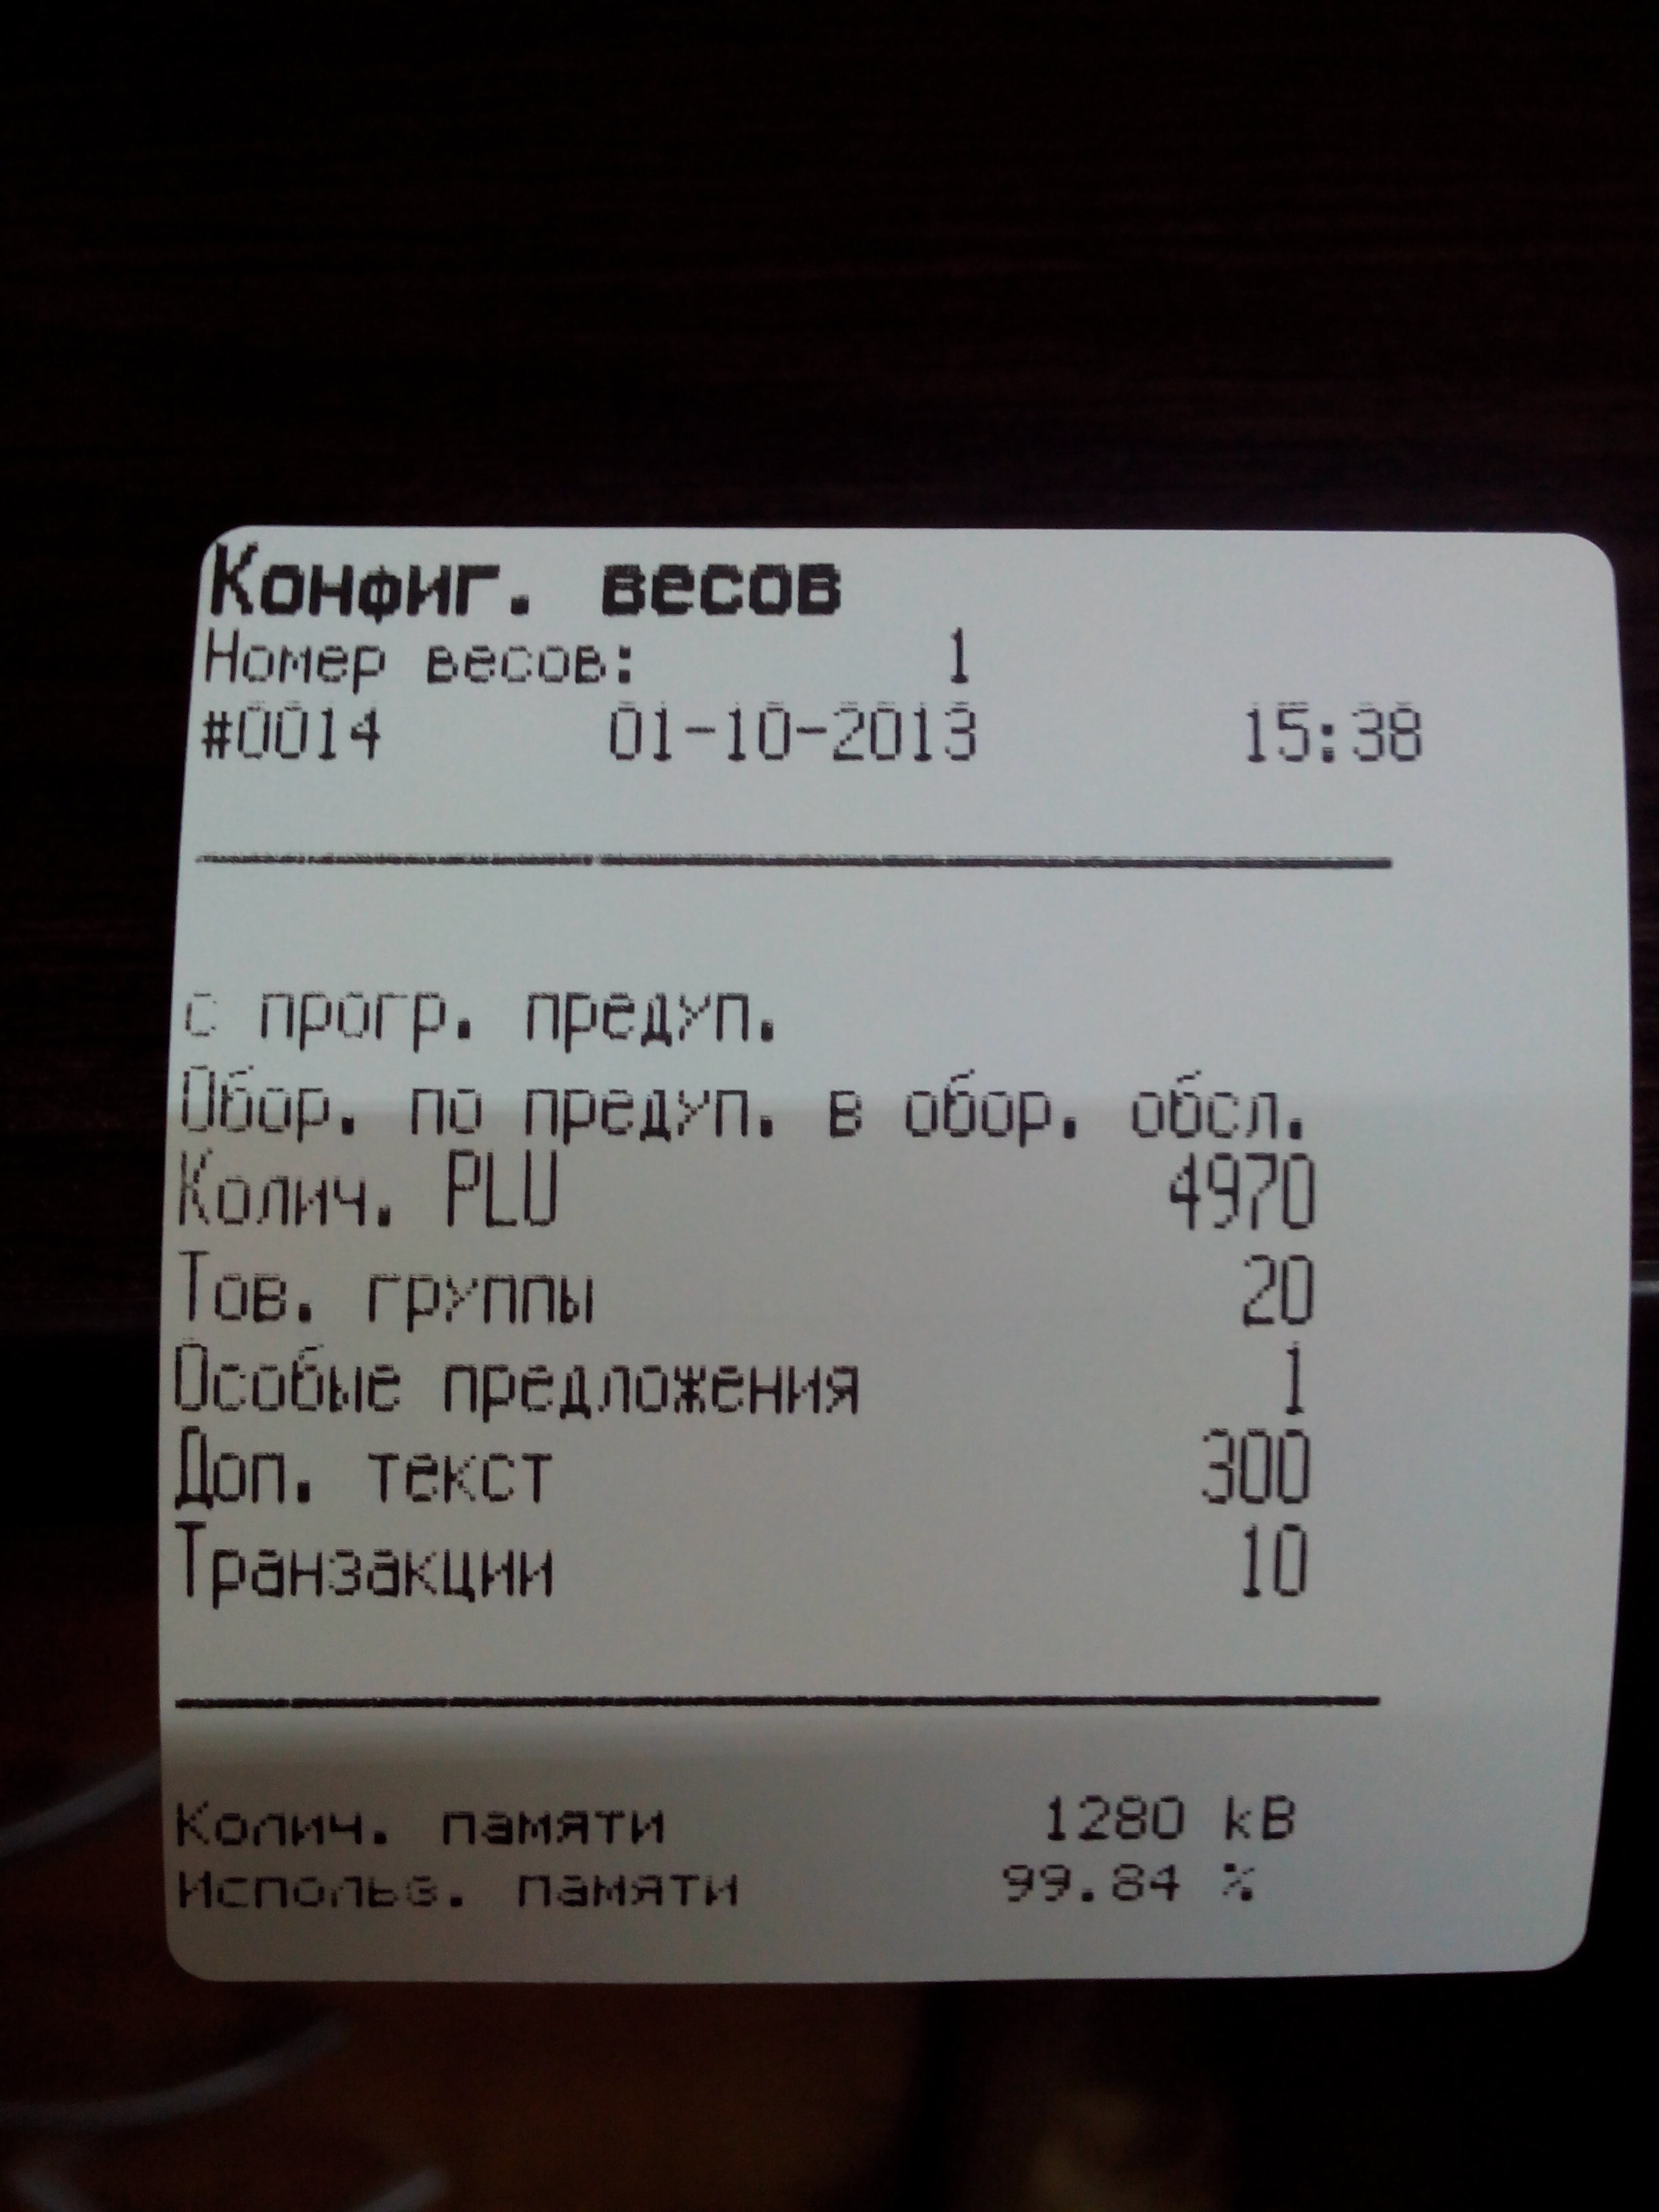 Конфиг. весов
Номер весов: 1
#0014 01-10-2013 15:38
с прогр. предуп.
Обор. по предуп. в обор. обсл.
Колич. PLU 4970
Тов. группы 20
Особые предложения 1
Доп. текст 300
Транзакции 10
Колич. памяти 1280 kB
Использ. памяти 99.84 %